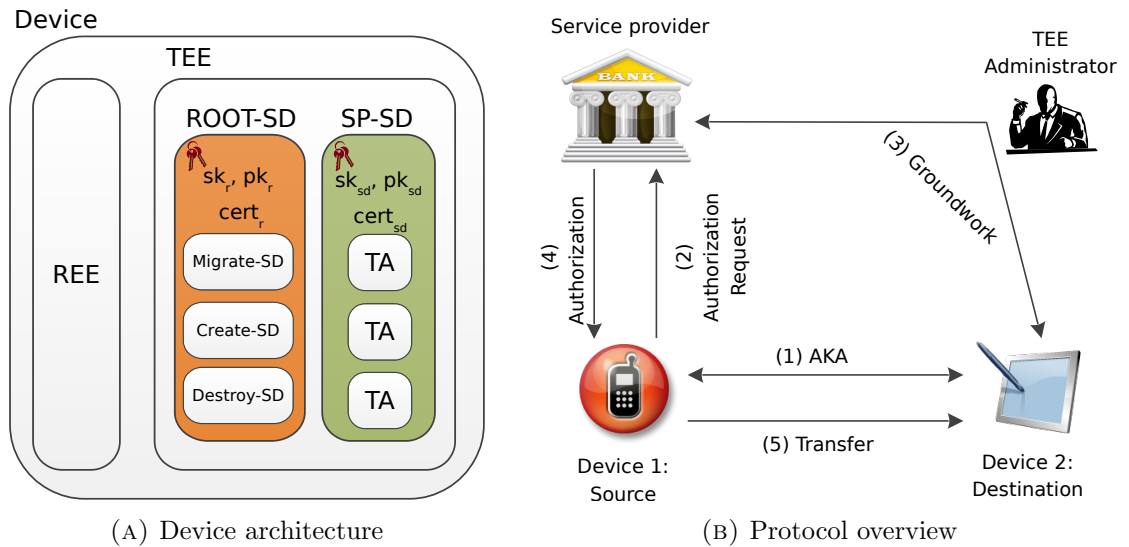 Device
TEE
REE
ROOT-SD
sk_r, pk_r
cert_r
Migrate-SD
Create-SD
Destroy-SD
SP-SD
sk_sd, pk_sd
cert_sd
TA
TA
TA
(A) Device architecture
Service provider
BANK
TEE
Administrator
(3) Groundwork
(4)
Authorization
(2)
Authorization
Request
(1) AKA
(5) Transfer
Device 1:
Source
Device 2:
Destination
(B) Protocol overview